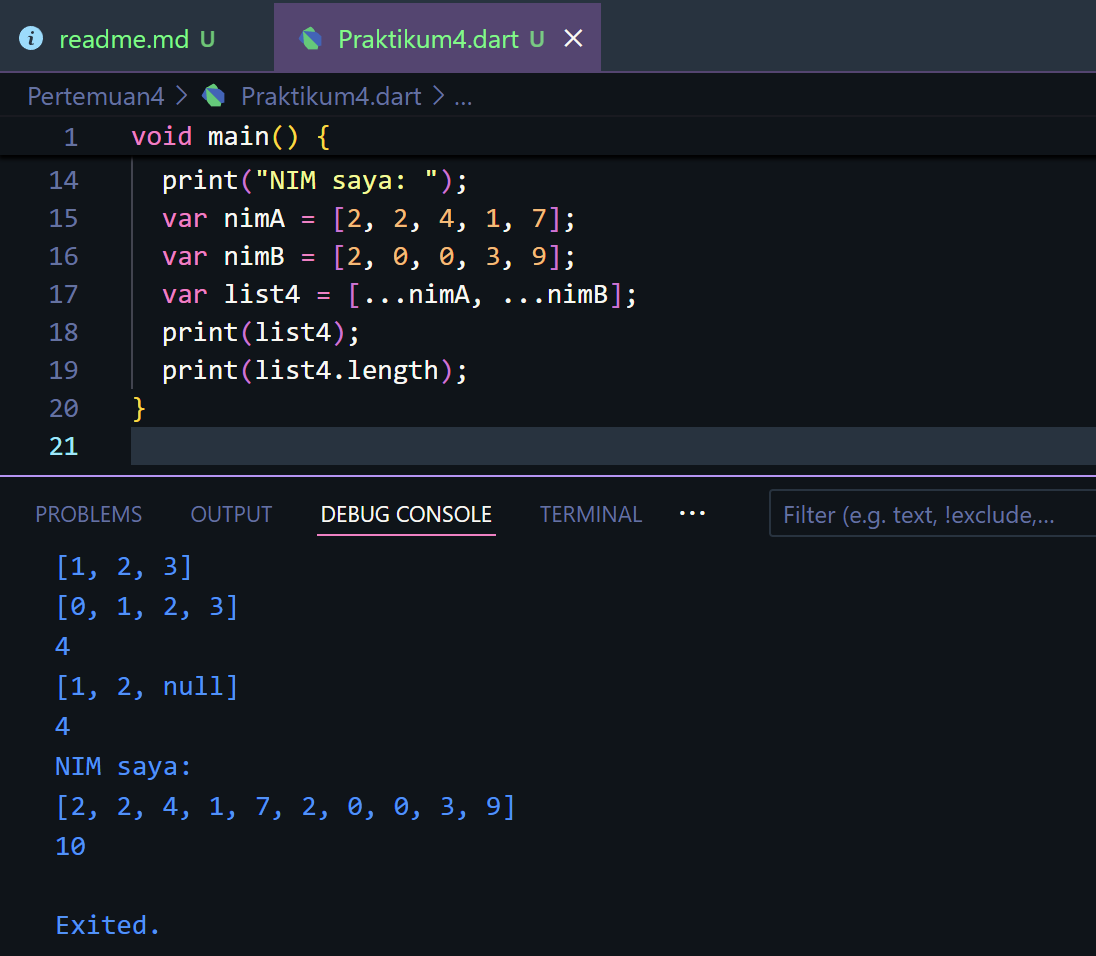 readme.md U Praktikum4.dart U
Pertemuan4 > Praktikum4.dart > ...
1 void main() {
14 print("NIM saya: ");
15 var nimA = [2, 2, 4, 1, 7];
16 var nimB = [2, 0, 0, 3, 9];
17 var list4 = [...nimA, ...nimB];
18 print(list4);
19 print(list4.length);
20 }
21
PROBLEMS OUTPUT DEBUG CONSOLE TERMINAL ... Filter (e.g. text, !exclude,...
[1, 2, 3]
[0, 1, 2, 3]
4
[1, 2, null]
4
NIM saya:
[2, 2, 4, 1, 7, 2, 0, 0, 3, 9]
10
Exited.